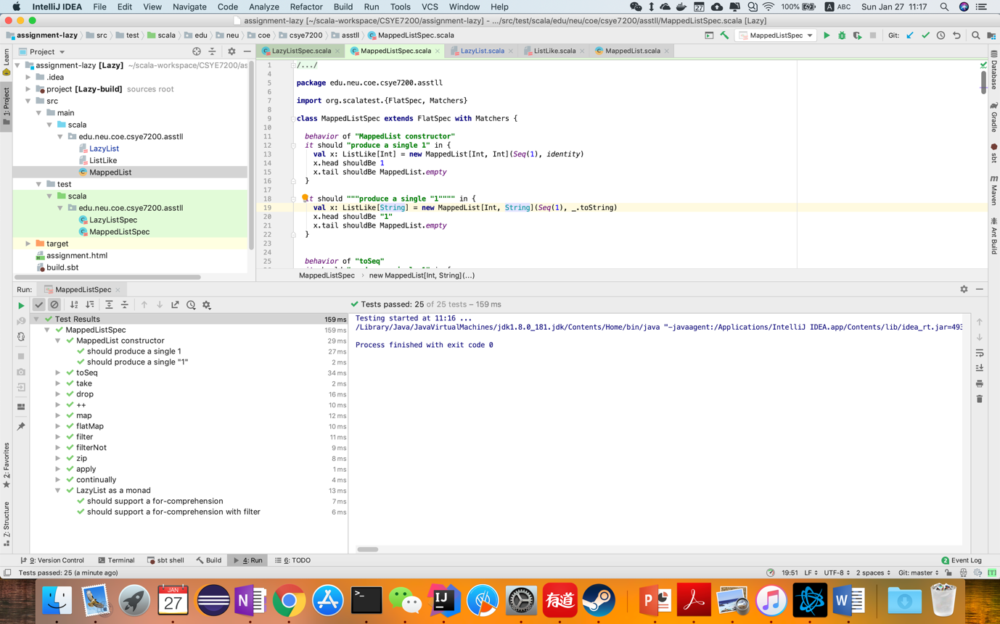 IntelliJ IDEA File Edit View Navigate Code Analyze Refactor Build Run Tools VCS Window Help 27 100% A ABC Sun Jan 27 11:17
assignment-lazy [~/scala-workspace/CSYE7200/assignment-lazy] - .../src/test/scala/edu/neu/coe/csye7200/asstll/MappedListSpec.scala [Lazy]
assignment-lazy src test scala edu neu coe csye7200 asstll MappedListSpec.scala MappedListSpec Git:
Learn
1: Project
2: Favorites
7: Structure
Project
assignment-lazy [Lazy] ~/scala-workspace/CSYE7200/as
.idea
project [Lazy-build] sources root
src
main
scala
edu.neu.coe.csye7200.asstll
LazyList
ListLike
MappedList
test
scala
edu.neu.coe.csye7200.asstll
LazyListSpec
MappedListSpec
target
assignment.html
build.sbt
LazyListSpec.scala MappedListSpec.scala LazyList.scala ListLike.scala MappedList.scala
1 /.../
4
5 package edu.neu.coe.csye7200.asstll
6
7 import org.scalatest.{FlatSpec, Matchers}
8
9 class MappedListSpec extends FlatSpec with Matchers {
10
11 behavior of "MappedList constructor"
12 it should "produce a single 1" in {
13 val x: ListLike[Int] = new MappedList[Int, Int](Seq(1), identity)
14 x.head shouldBe 1
15 x.tail shouldBe MappedList.empty
16 }
17
18 it should """produce a single "1"""" in {
19 val x: ListLike[String] = new MappedList[Int, String](Seq(1), _.toString)
20 x.head shouldBe "1"
21 x.tail shouldBe MappedList.empty
22 }
23
24
25 behavior of "toSeq"
MappedListSpec › new MappedList[Int, String](...)
Database
Gradle
sbt
Maven
Ant Build
Run: MappedListSpec
Tests passed: 25 of 25 tests – 159 ms
Test Results 159 ms
MappedListSpec 159 ms
MappedList constructor 29 ms
should produce a single 1 27 ms
should produce a single "1" 2 ms
toSeq 34 ms
take 2 ms
drop 16 ms
++ 10 ms
map 12 ms
flatMap 10 ms
filter 11 ms
filterNot 9 ms
zip 8 ms
apply 1 ms
continually 4 ms
LazyList as a monad 13 ms
should support a for-comprehension 7 ms
should support a for-comprehension with filter 6 ms
Testing started at 11:16 ...
/Library/Java/JavaVirtualMachines/jdk1.8.0_181.jdk/Contents/Home/bin/java "-javaagent:/Applications/IntelliJ IDEA.app/Contents/lib/idea_rt.jar=493
Process finished with exit code 0
9: Version Control Terminal sbt shell Build 4: Run 6: TODO 2 Event Log
Tests passed: 25 (a minute ago) 19:51 LF UTF-8 2 spaces Git: master [T]
JAN 27 N >_ IJ 有道 P W